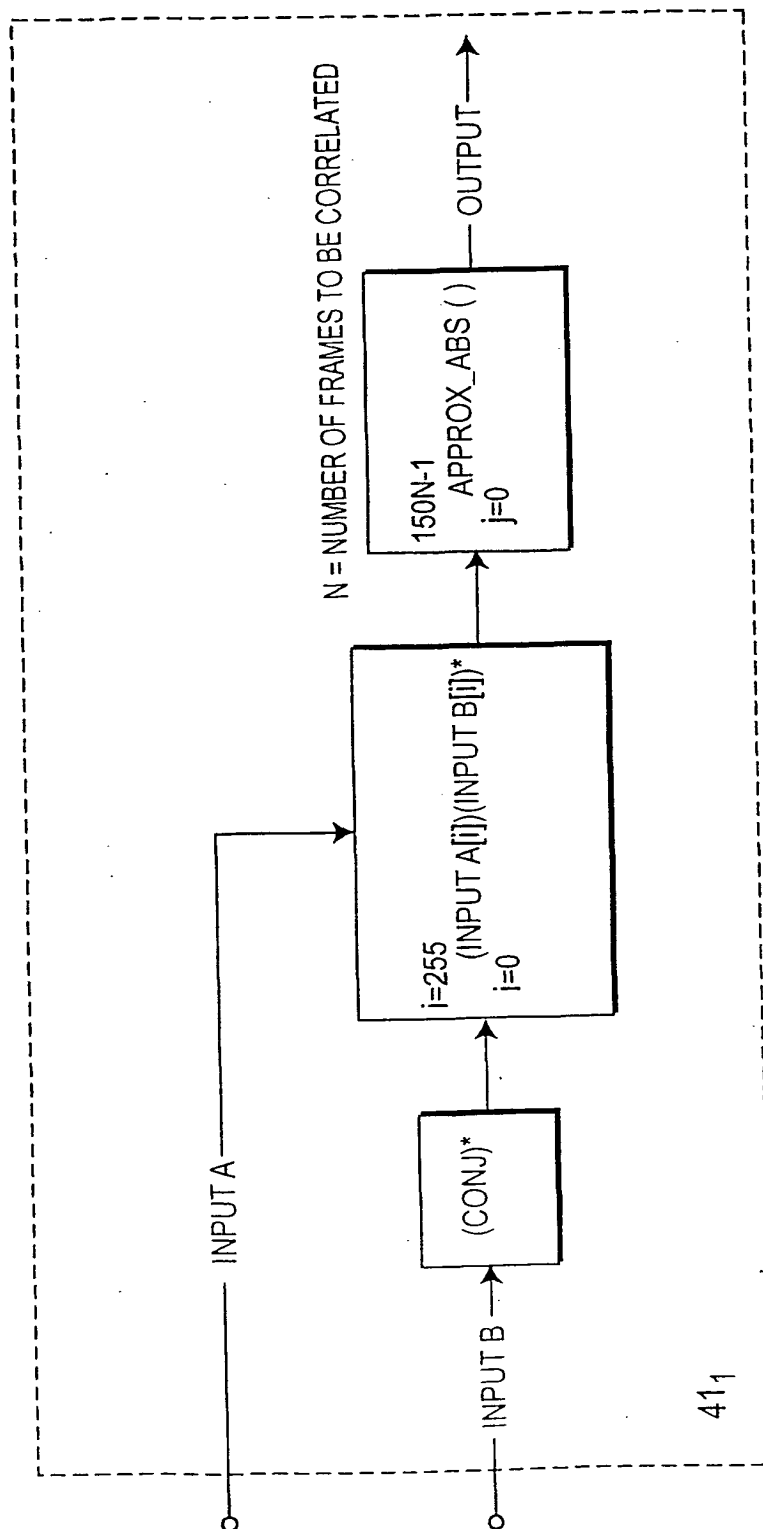 N = NUMBER OF FRAMES TO BE CORRELATED
INPUT A
i=255
(INPUT A[i])(INPUT B[i])*
i=0
150N-1
APPROX_ABS ( )
j=0
OUTPUT
INPUT B
(CONJ)*
41₁